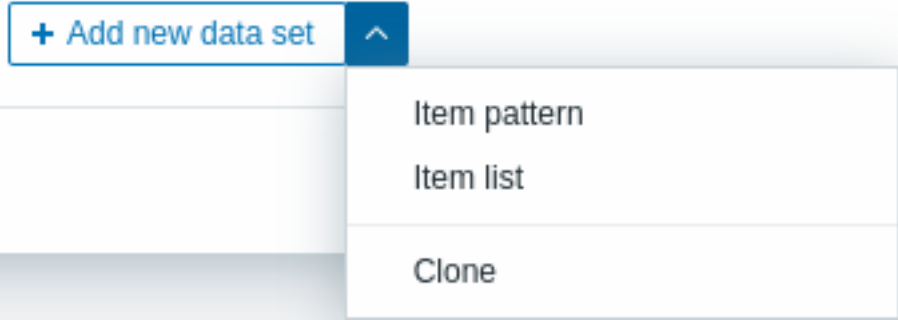 + Add new data set
Item pattern
Item list
Clone